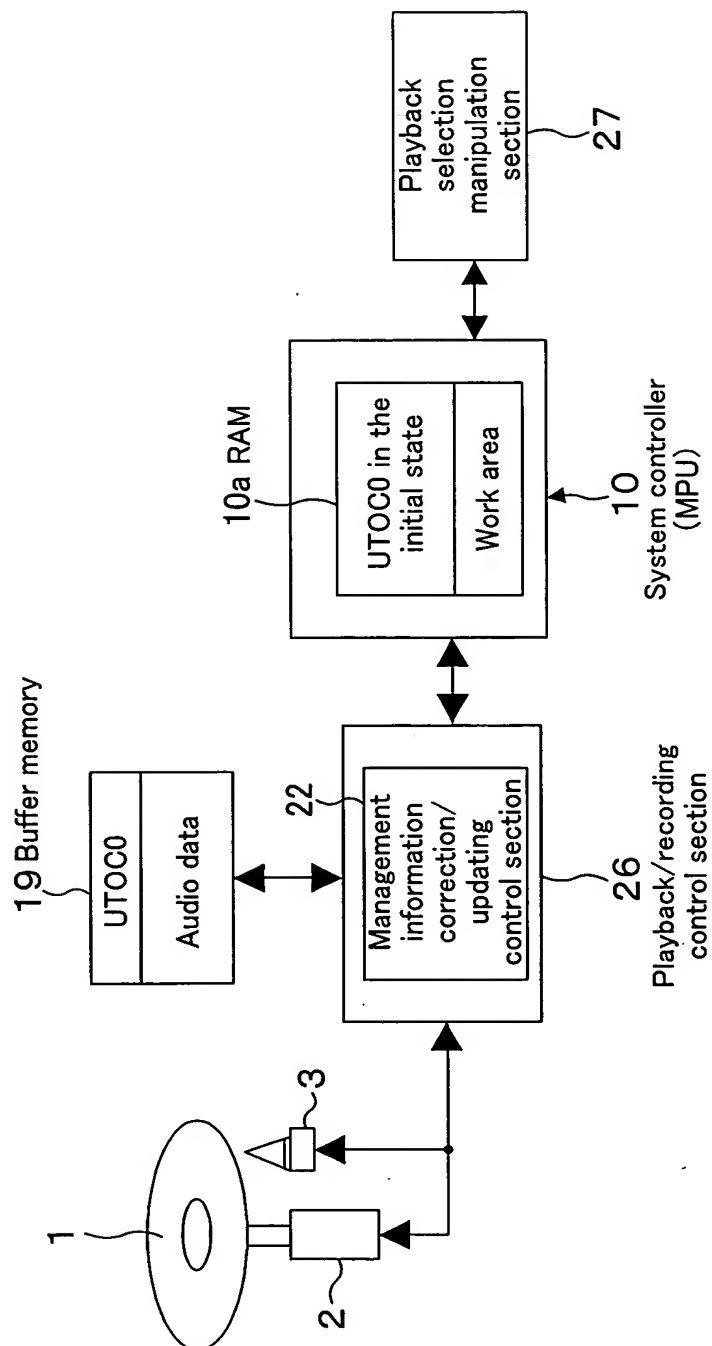 1
2
3
19 Buffer memory
UTOC0
Audio data
22
Management
information
correction/
updating
control section
26
Playback/recording
control section
10a RAM
UTOC0 in the
initial state
Work area
10
System controller
(MPU)
Playback
selection
manipulation
section
27